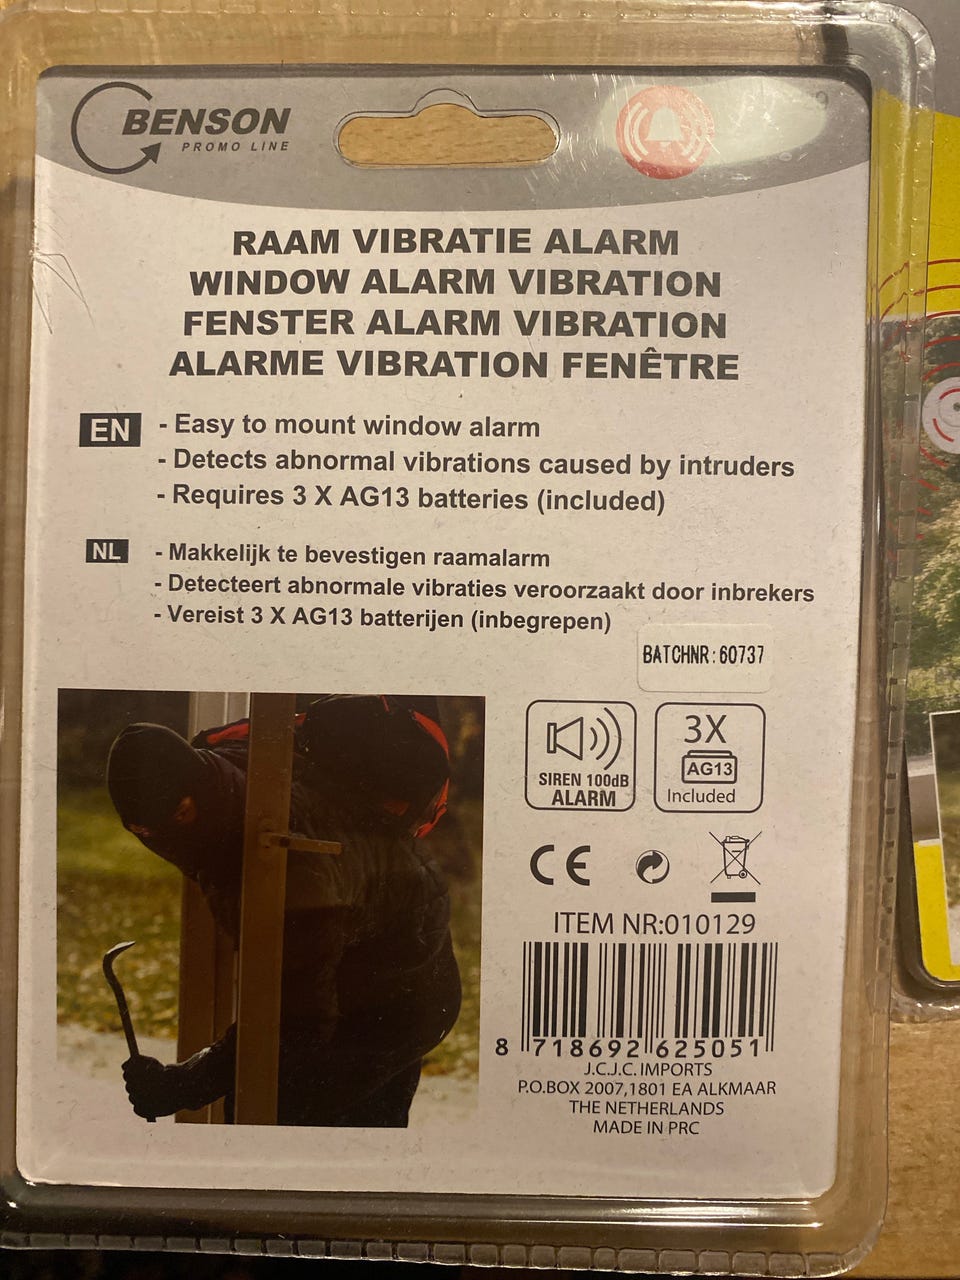 BENSON
PROMO LINE
RAAM VIBRATIE ALARM
WINDOW ALARM VIBRATION
FENSTER ALARM VIBRATION
ALARME VIBRATION FENÊTRE
EN
- Easy to mount window alarm
- Detects abnormal vibrations caused by intruders
- Requires 3 X AG13 batteries (included)
NL
- Makkelijk te bevestigen raamalarm
- Detecteert abnormale vibraties veroorzaakt door inbrekers
- Vereist 3 X AG13 batterijen (inbegrepen)
BATCHNR:60737
SIREN 100dB
ALARM
3X
AG13
Included
CE
ITEM NR:010129
8 718692 625051
J.C.J.C. IMPORTS
P.O.BOX 2007,1801 EA ALKMAAR
THE NETHERLANDS
MADE IN PRC